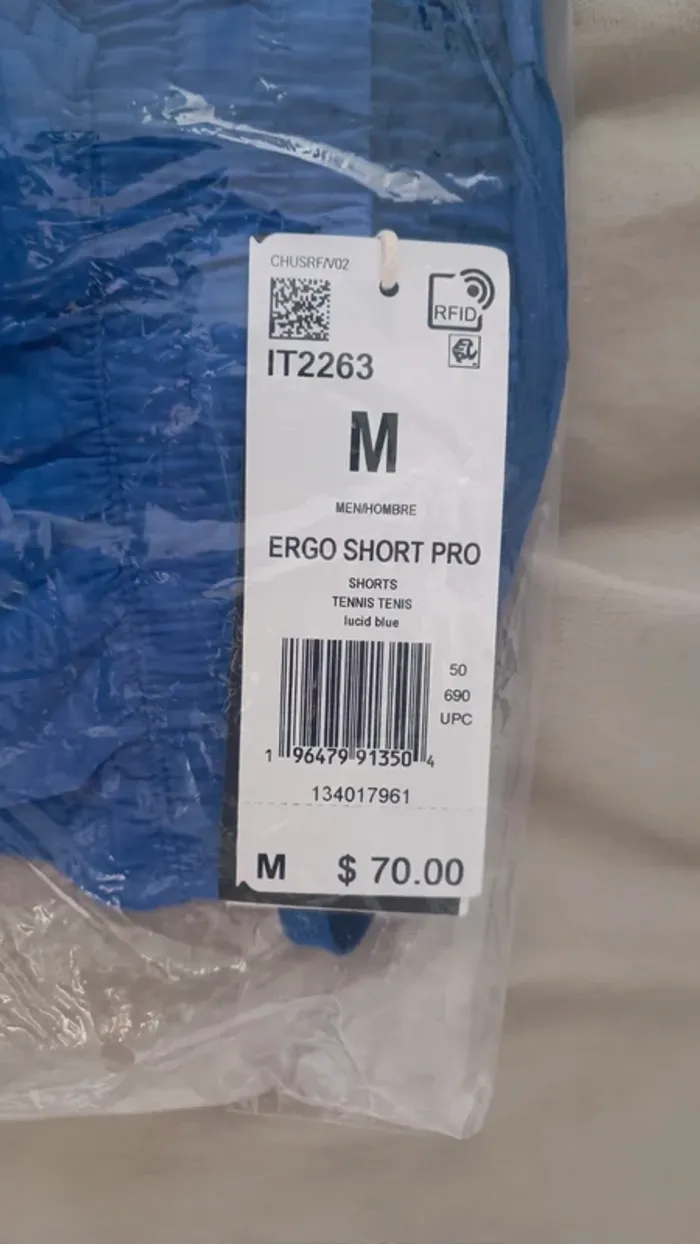 CHUSRF/V02
RFID
IT2263
M
MEN/HOMBRE
ERGO SHORT PRO
SHORTS
TENNIS TENIS
lucid blue
50
690
UPC
1 96479 91350 4
134017961
M $ 70.00